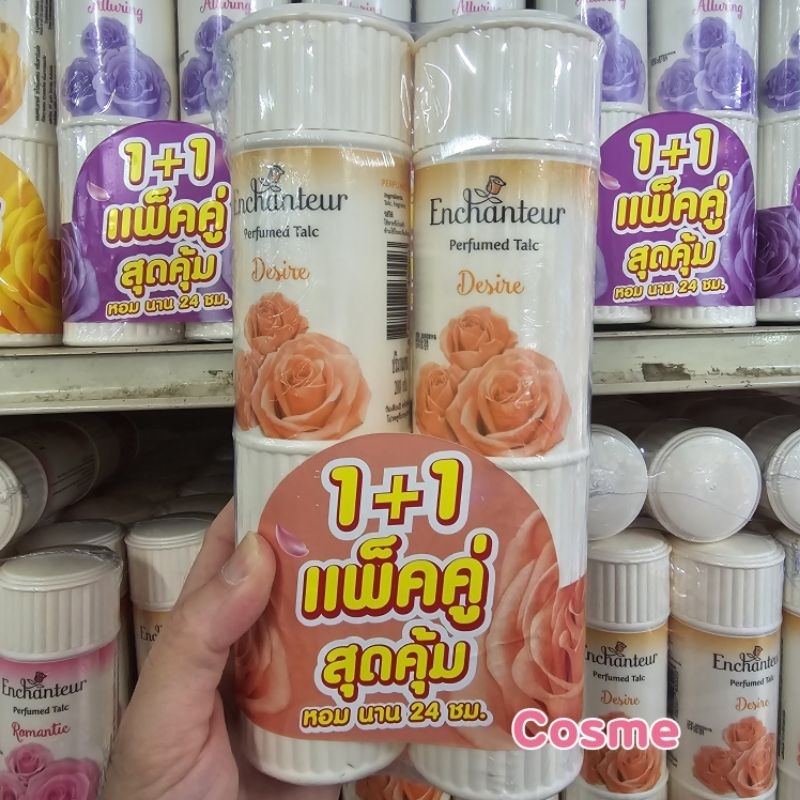 Alluring
Alluring
Alluring
Alluring
1+1
แพ็คคู่
สุดคุ้ม
หอม นาน 24 ชม.
1+1
แพ็คคู่
สุดคุ้ม
หอม นาน 24 ชม.
Enchanteur
Perfumed Talc
Desire
Enchanteur
Perfumed Talc
Desire
1+1
แพ็คคู่
สุดคุ้ม
หอม นาน 24 ชม.
Enchanteur
Perfumed Talc
Romantic
Enchanteur
Perfumed Talc
Desire
Enchanteur
Perfumed Talc
Desire
Cosme